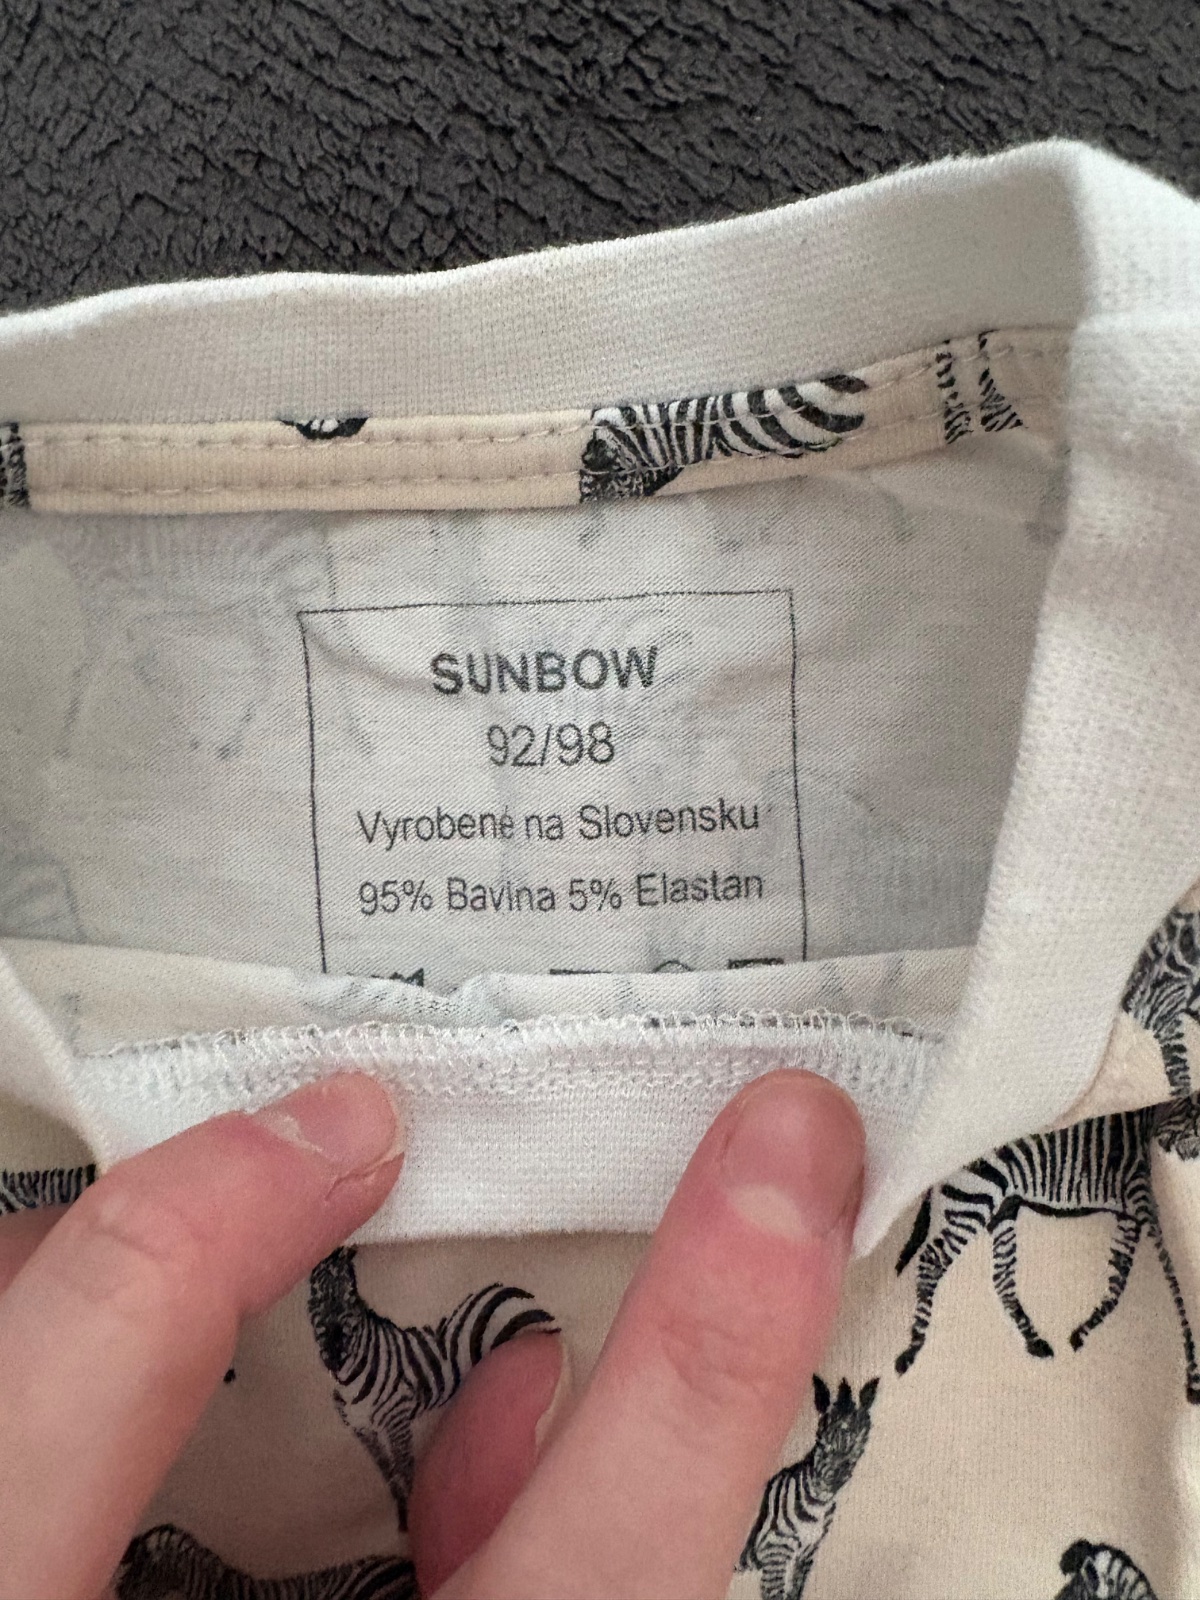 SUNBOW
92/98
Vyrobené na Slovensku
95% Bavlna 5% Elastan